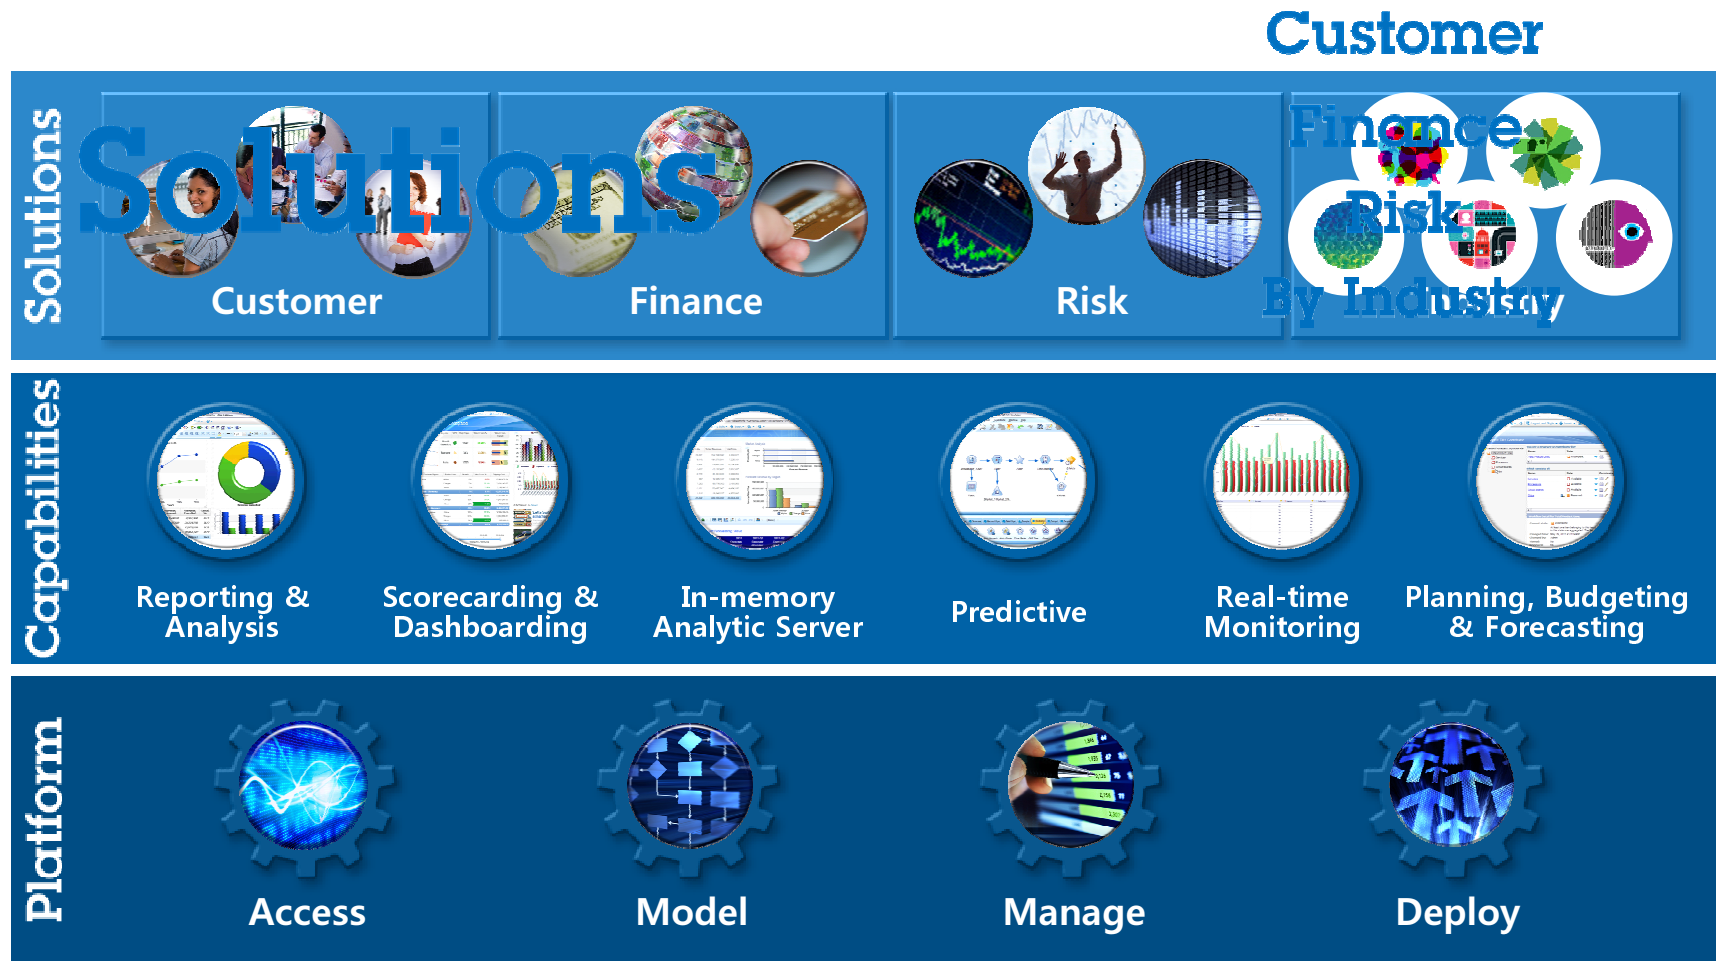 Customer
Solutions
Solutions
Finance
Risk
By Industry
Customer
Finance
Risk
Industry
Capabilities
Reporting &
Analysis
Scorecarding &
Dashboarding
In-memory
Analytic Server
Predictive
Real-time
Monitoring
Planning, Budgeting
& Forecasting
Platform
Access
Model
Manage
Deploy